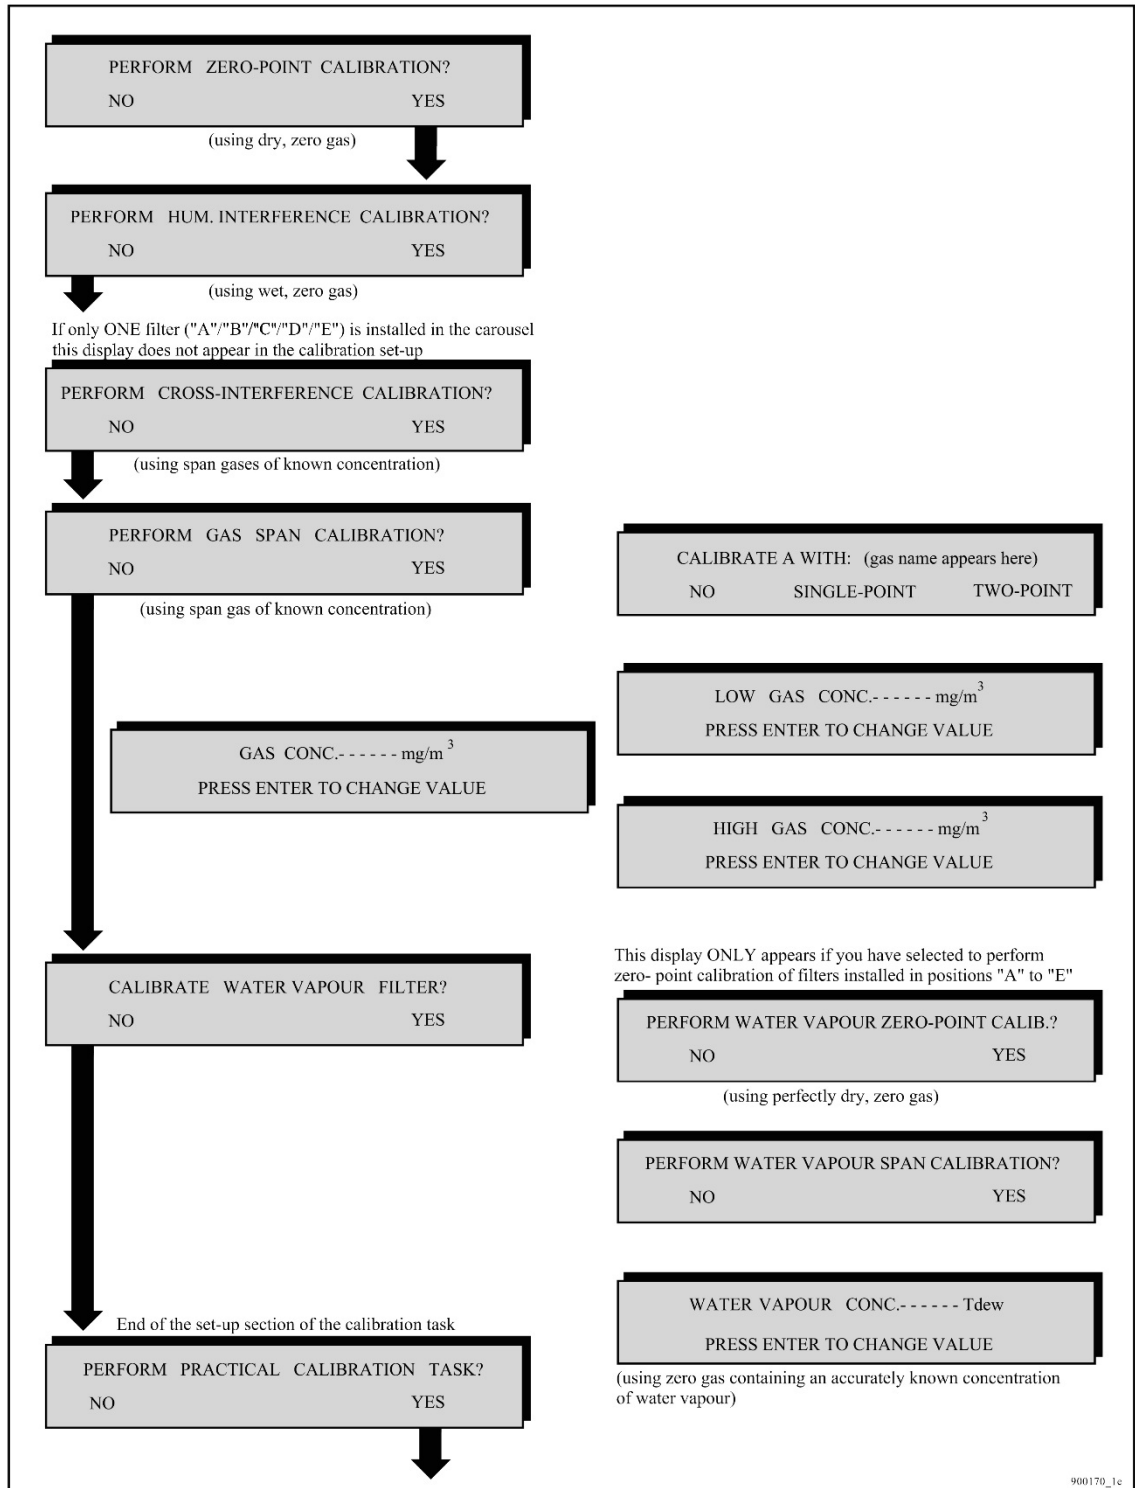 PERFORM ZERO-POINT CALIBRATION?
NO YES
(using dry, zero gas)
PERFORM HUM. INTERFERENCE CALIBRATION?
NO YES
(using wet, zero gas)
If only ONE filter ("A"/"B"/"C"/"D"/"E") is installed in the carousel
this display does not appear in the calibration set-up
PERFORM CROSS-INTERFERENCE CALIBRATION?
NO YES
(using span gases of known concentration)
PERFORM GAS SPAN CALIBRATION?
NO YES
(using span gas of known concentration)
CALIBRATE A WITH: (gas name appears here)
NO SINGLE-POINT TWO-POINT
LOW GAS CONC.- - - - - - mg/m³
PRESS ENTER TO CHANGE VALUE
GAS CONC.- - - - - - mg/m³
PRESS ENTER TO CHANGE VALUE
HIGH GAS CONC.- - - - - - mg/m³
PRESS ENTER TO CHANGE VALUE
CALIBRATE WATER VAPOUR FILTER?
NO YES
This display ONLY appears if you have selected to perform
zero- point calibration of filters installed in positions "A" to "E"
PERFORM WATER VAPOUR ZERO-POINT CALIB.?
NO YES
(using perfectly dry, zero gas)
PERFORM WATER VAPOUR SPAN CALIBRATION?
NO YES
WATER VAPOUR CONC.- - - - - - Tdew
PRESS ENTER TO CHANGE VALUE
(using zero gas containing an accurately known concentration
of water vapour)
End of the set-up section of the calibration task
PERFORM PRACTICAL CALIBRATION TASK?
NO YES
900170_1e